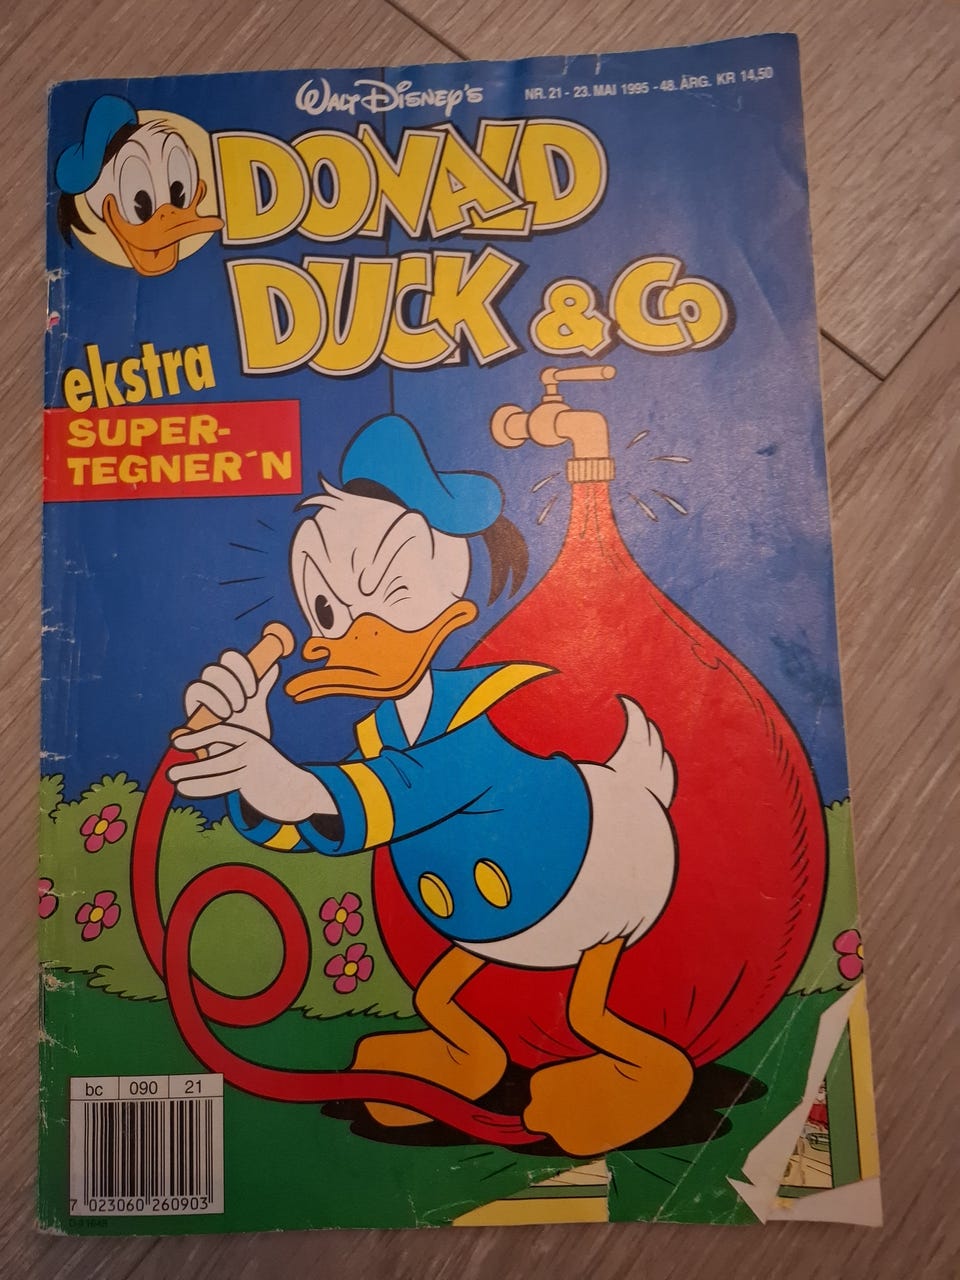 WALT DISNEY'S
NR. 21 - 23. MAI 1995 - 48. ÅRG. KR 14,50
DONALD
DUCK & Co
ekstra
SUPER-
TEGNER´N
bc 090 21
7 023060 260903